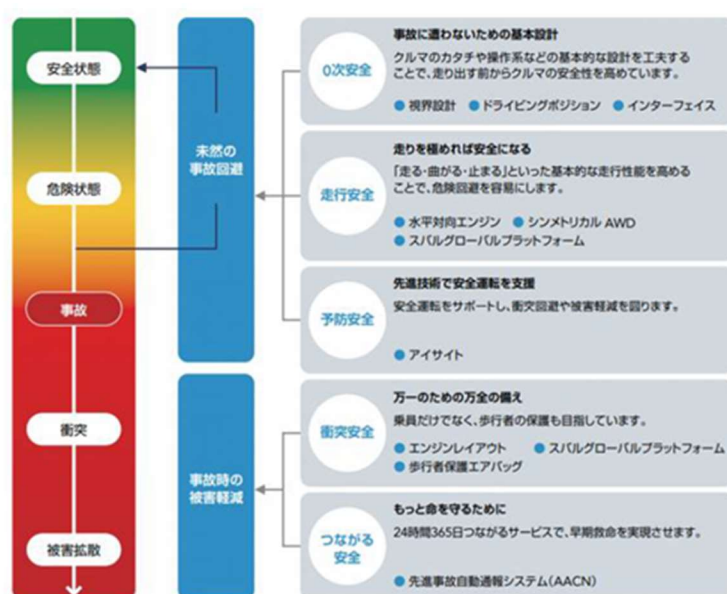 安全状態
危険状態
事故
衝突
被害拡散
未然の
事故回避
事故時の
被害軽減
0次安全
事故に遭わないための基本設計
クルマのカタチや操作系などの基本的な設計を工夫する
ことで、走り出す前からクルマの安全性を高めています。
● 視界設計 ● ドライビングポジション ● インターフェイス
走行安全
走りを極めれば安全になる
「走る・曲がる・止まる」といった基本的な走行性能を高める
ことで、危険回避を容易にします。
● 水平対向エンジン ● シンメトリカル AWD
● スバルグローバルプラットフォーム
予防安全
先進技術で安全運転を支援
安全運転をサポートし、衝突回避や被害軽減を図ります。
● アイサイト
衝突安全
万一のための万全の備え
乗員だけでなく、歩行者の保護も目指しています。
● エンジンレイアウト ● スバルグローバルプラットフォーム
● 歩行者保護エアバッグ
つながる
安全
もっと命を守るために
24時間365日つながるサービスで、早期救命を実現させます。
● 先進事故自動通報システム(AACN)